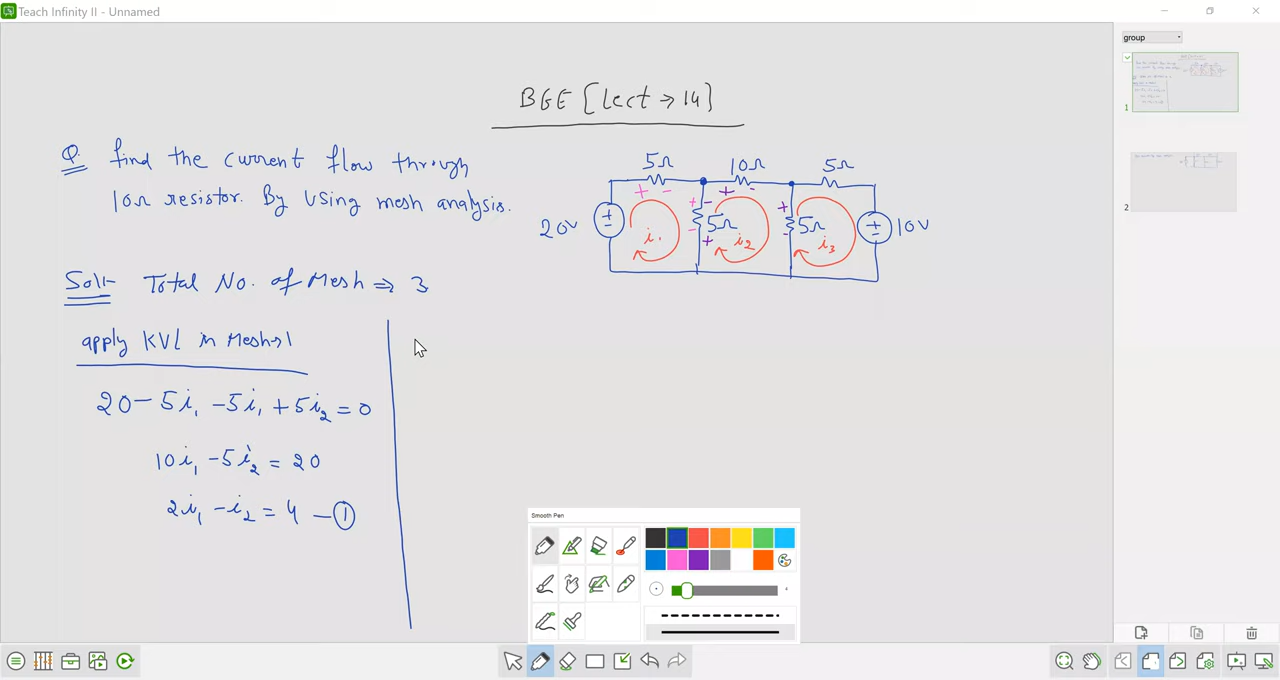 Teach Infinity II - Unnamed
group
BGE [Lect → 14]
Q. find the current flow through
10Ω resistor. By using mesh analysis.
5Ω 10Ω 5Ω
+ - + -
20V + - i₁ + - 5Ω - + i₂ + - 5Ω i₃ + - 10V
Sol:- Total No. of Mesh ⇒ 3
apply KVL in Mesh→1
20 - 5i₁ - 5i₁ + 5i₂ = 0
10i₁ - 5i₂ = 20
2i₁ - i₂ = 4 — ①
Smooth Pen
1
2